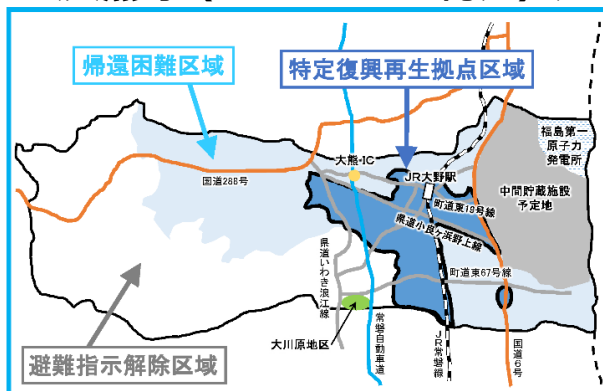 帰還困難区域
特定復興再生拠点区域
福島第一
原子力
発電所
大熊IC
JR大野駅
国道288号
中間貯蔵施設
予定地
町道東19号線
県道小良ヶ浜野上線
県道いわき浪江線
町道東67号線
大川原地区
常磐自動車道
JR常磐線
国道6号
避難指示解除区域